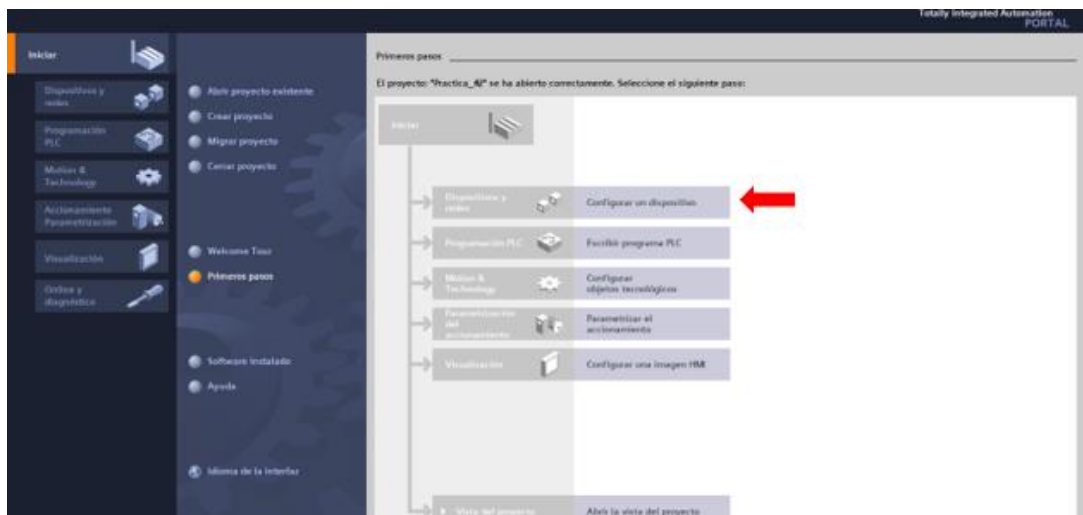 Totally Integrated Automation
PORTAL
Iniciar
Dispositivos y
redes
Programación
PLC
Motion &
Technology
Accionamiento
Parametrización
Visualización
Online y
diagnóstico
Abrir proyecto existente
Crear proyecto
Migrar proyecto
Cerrar proyecto
Welcome Tour
Primeros pasos
Software instalado
Ayuda
Idioma de la interfaz
Primeros pasos
El proyecto: se ha abierto correctamente. Seleccione el siguiente paso:
Iniciar
Dispositivos y
redes
Configurar un dispositivo
Programación PLC
Escribir programa PLC
Motion &
Technology
Configurar
objetos tecnológicos
Parametrización
del
accionamiento
Parametrizar el
accionamiento
Visualización
Configurar una imagen HMI
Vista del proyecto
Abrir la vista del proyecto